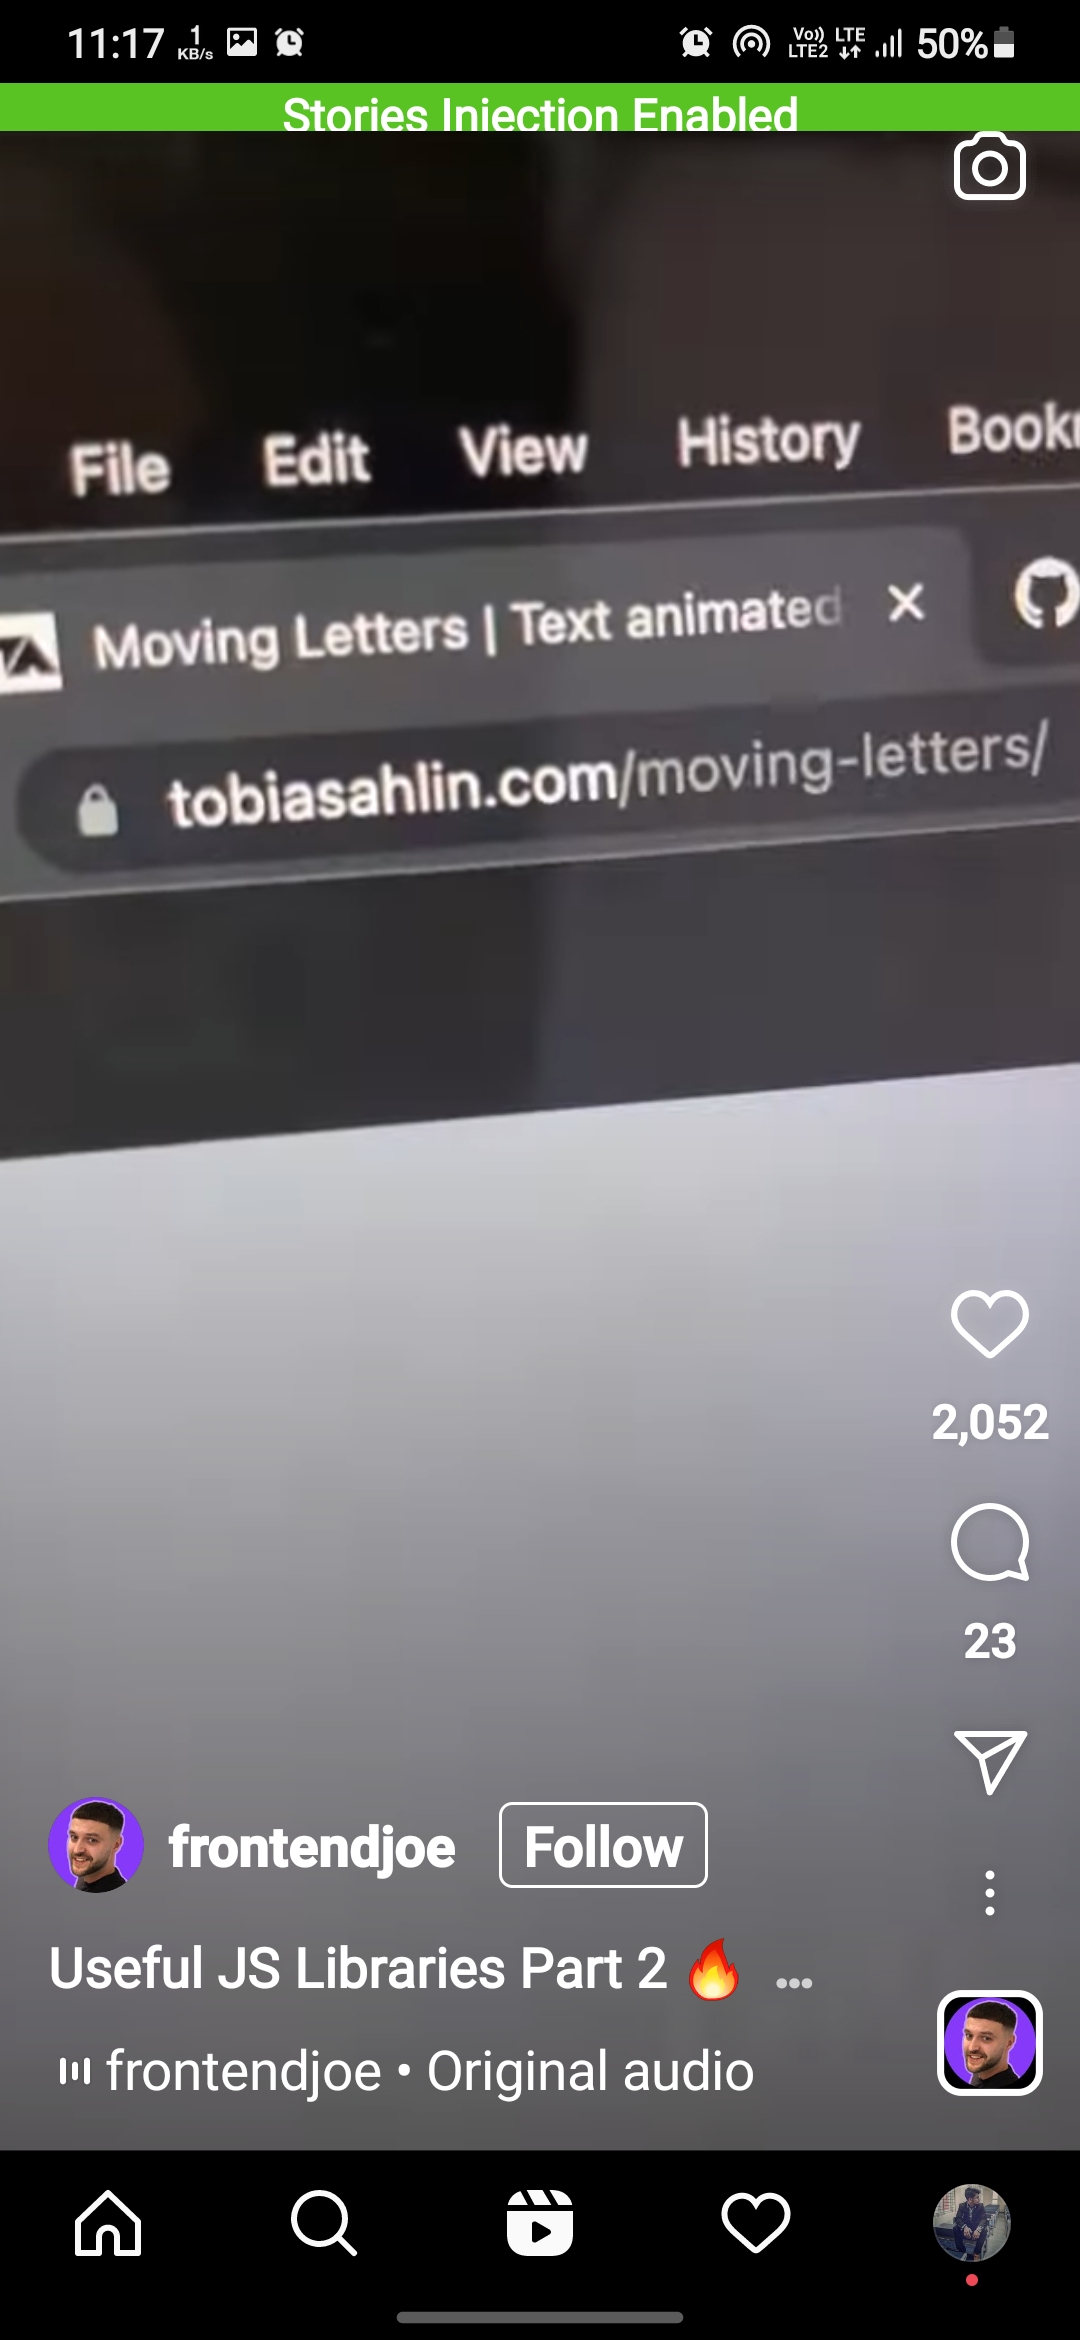 11:17 1 KB/s Vo)) LTE2 LTE 50%
Stories Injection Enabled
File Edit View History Book
Moving Letters | Text animated
tobiasahlin.com/moving-letters/
2,052
23
frontendjoe Follow
Useful JS Libraries Part 2 🔥 ...
frontendjoe • Original audio